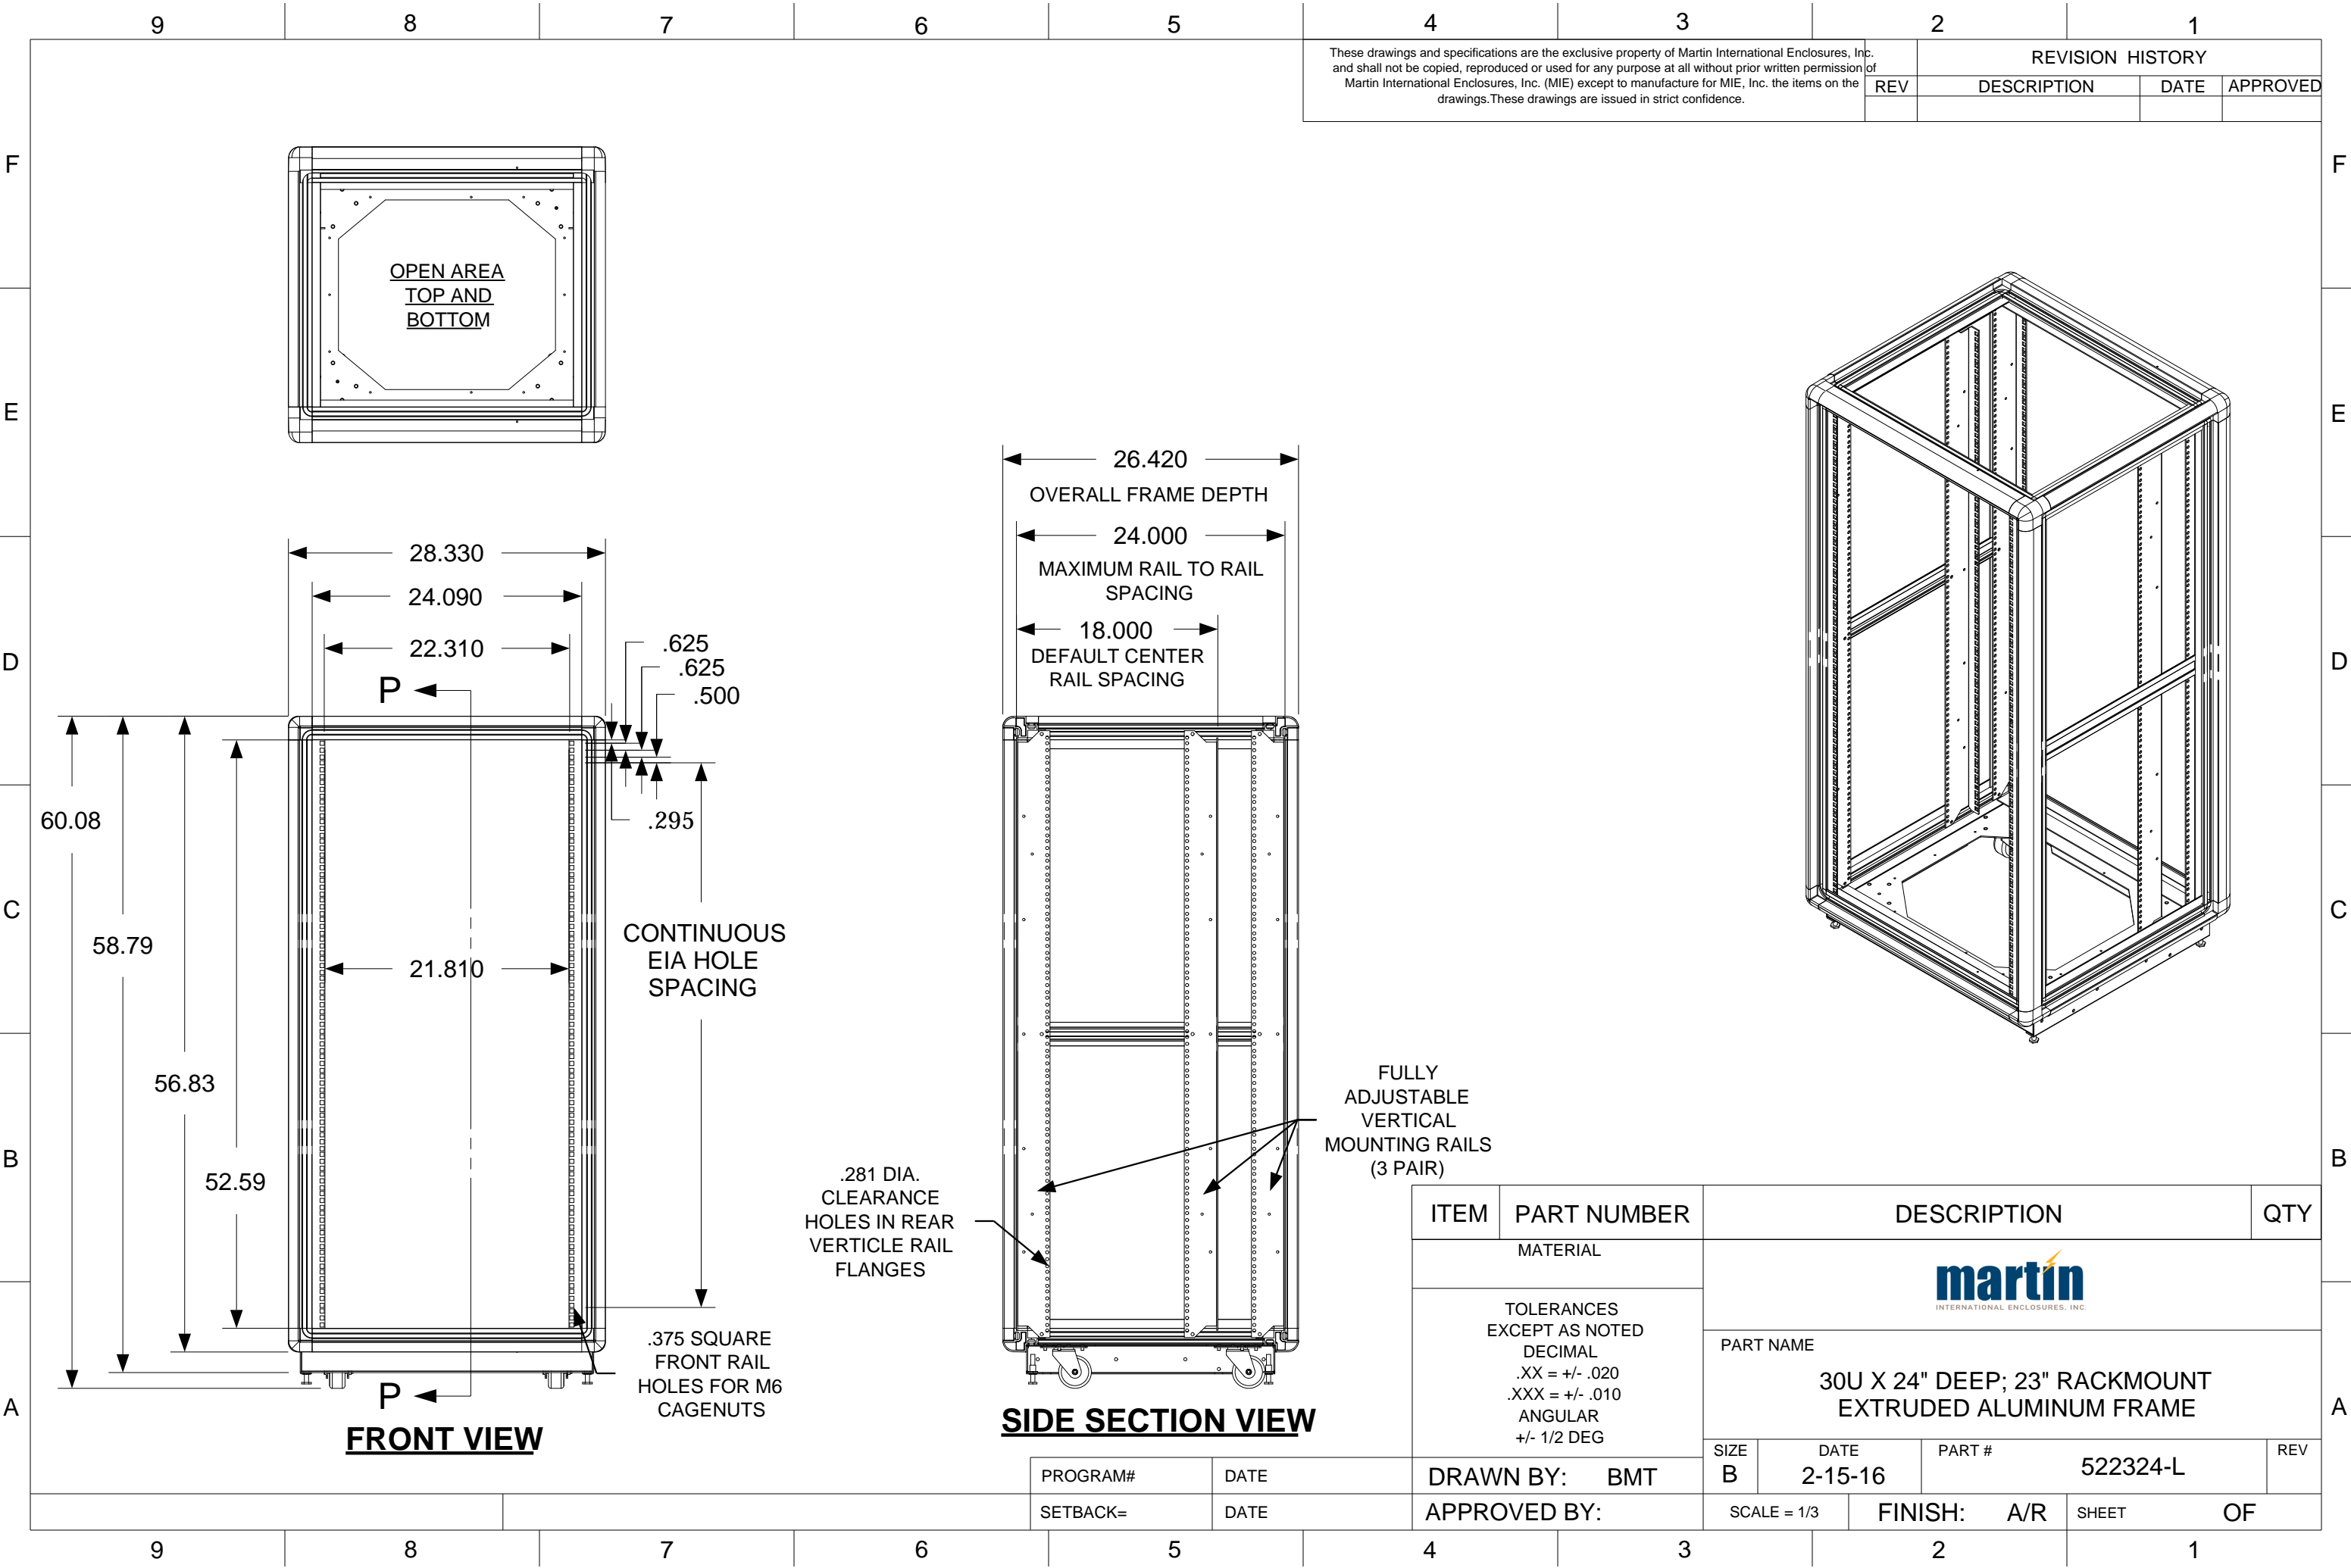 9 8 7 6 5 4 3 2 1
These drawings and specifications are the exclusive property of Martin International Enclosures, Inc.
and shall not be copied, reproduced or used for any purpose at all without prior written permission of
Martin International Enclosures, Inc. (MIE) except to manufacture for MIE, Inc. the items on the
drawings.These drawings are issued in strict confidence.
REVISION HISTORY
REV DESCRIPTION DATE APPROVED
F F
OPEN AREA
TOP AND
BOTTOM
E E
26.420
OVERALL FRAME DEPTH
24.000
MAXIMUM RAIL TO RAIL
SPACING
18.000
DEFAULT CENTER
RAIL SPACING
28.330
24.090
22.310
.625
.625
.500
D D
P
60.08
.295
58.79
CONTINUOUS
EIA HOLE
SPACING
21.810
C C
56.83
52.59
FULLY
ADJUSTABLE
VERTICAL
MOUNTING RAILS
(3 PAIR)
B B
.281 DIA.
CLEARANCE
HOLES IN REAR
VERTICLE RAIL
FLANGES
.375 SQUARE
FRONT RAIL
HOLES FOR M6
CAGENUTS
P
FRONT VIEW
SIDE SECTION VIEW
A A
ITEM PART NUMBER DESCRIPTION QTY
MATERIAL
martin
INTERNATIONAL ENCLOSURES, INC.
TOLERANCES
EXCEPT AS NOTED
DECIMAL
.XX = +/- .020
.XXX = +/- .010
ANGULAR
+/- 1/2 DEG
PART NAME
30U X 24" DEEP; 23" RACKMOUNT
EXTRUDED ALUMINUM FRAME
SIZE DATE PART # REV
B 2-15-16 522324-L
PROGRAM# DATE DRAWN BY: BMT
SETBACK= DATE APPROVED BY: SCALE = 1/3 FINISH: A/R SHEET OF
9 8 7 6 5 4 3 2 1